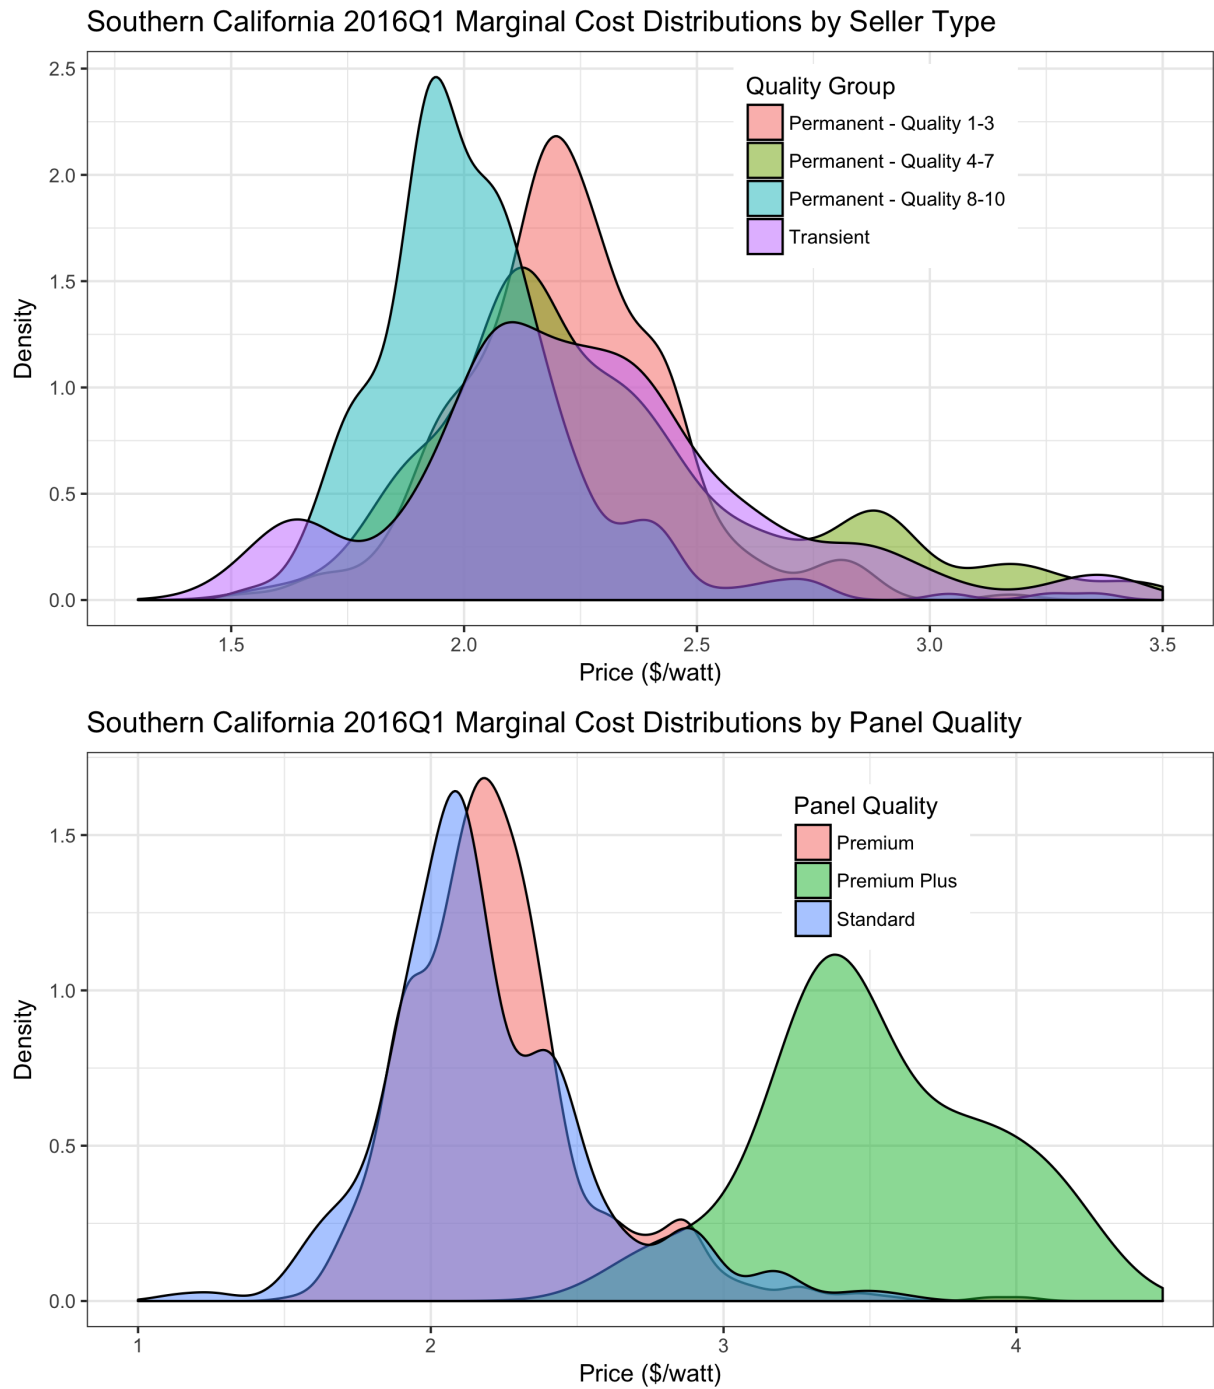 Southern California 2016Q1 Marginal Cost Distributions by Seller Type
2.5
2.0
1.5
1.0
0.5
0.0
Density
Quality Group
Permanent - Quality 1-3
Permanent - Quality 4-7
Permanent - Quality 8-10
Transient
1.5 2.0 2.5 3.0 3.5
Price ($/watt)
Southern California 2016Q1 Marginal Cost Distributions by Panel Quality
1.5
1.0
0.5
0.0
Density
Panel Quality
Premium
Premium Plus
Standard
1 2 3 4
Price ($/watt)